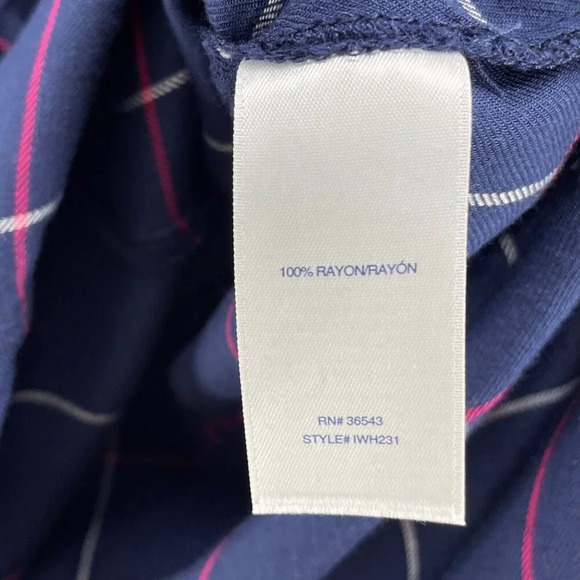 100% RAYON/RAYÓN
RN# 36543
STYLE# IWH231